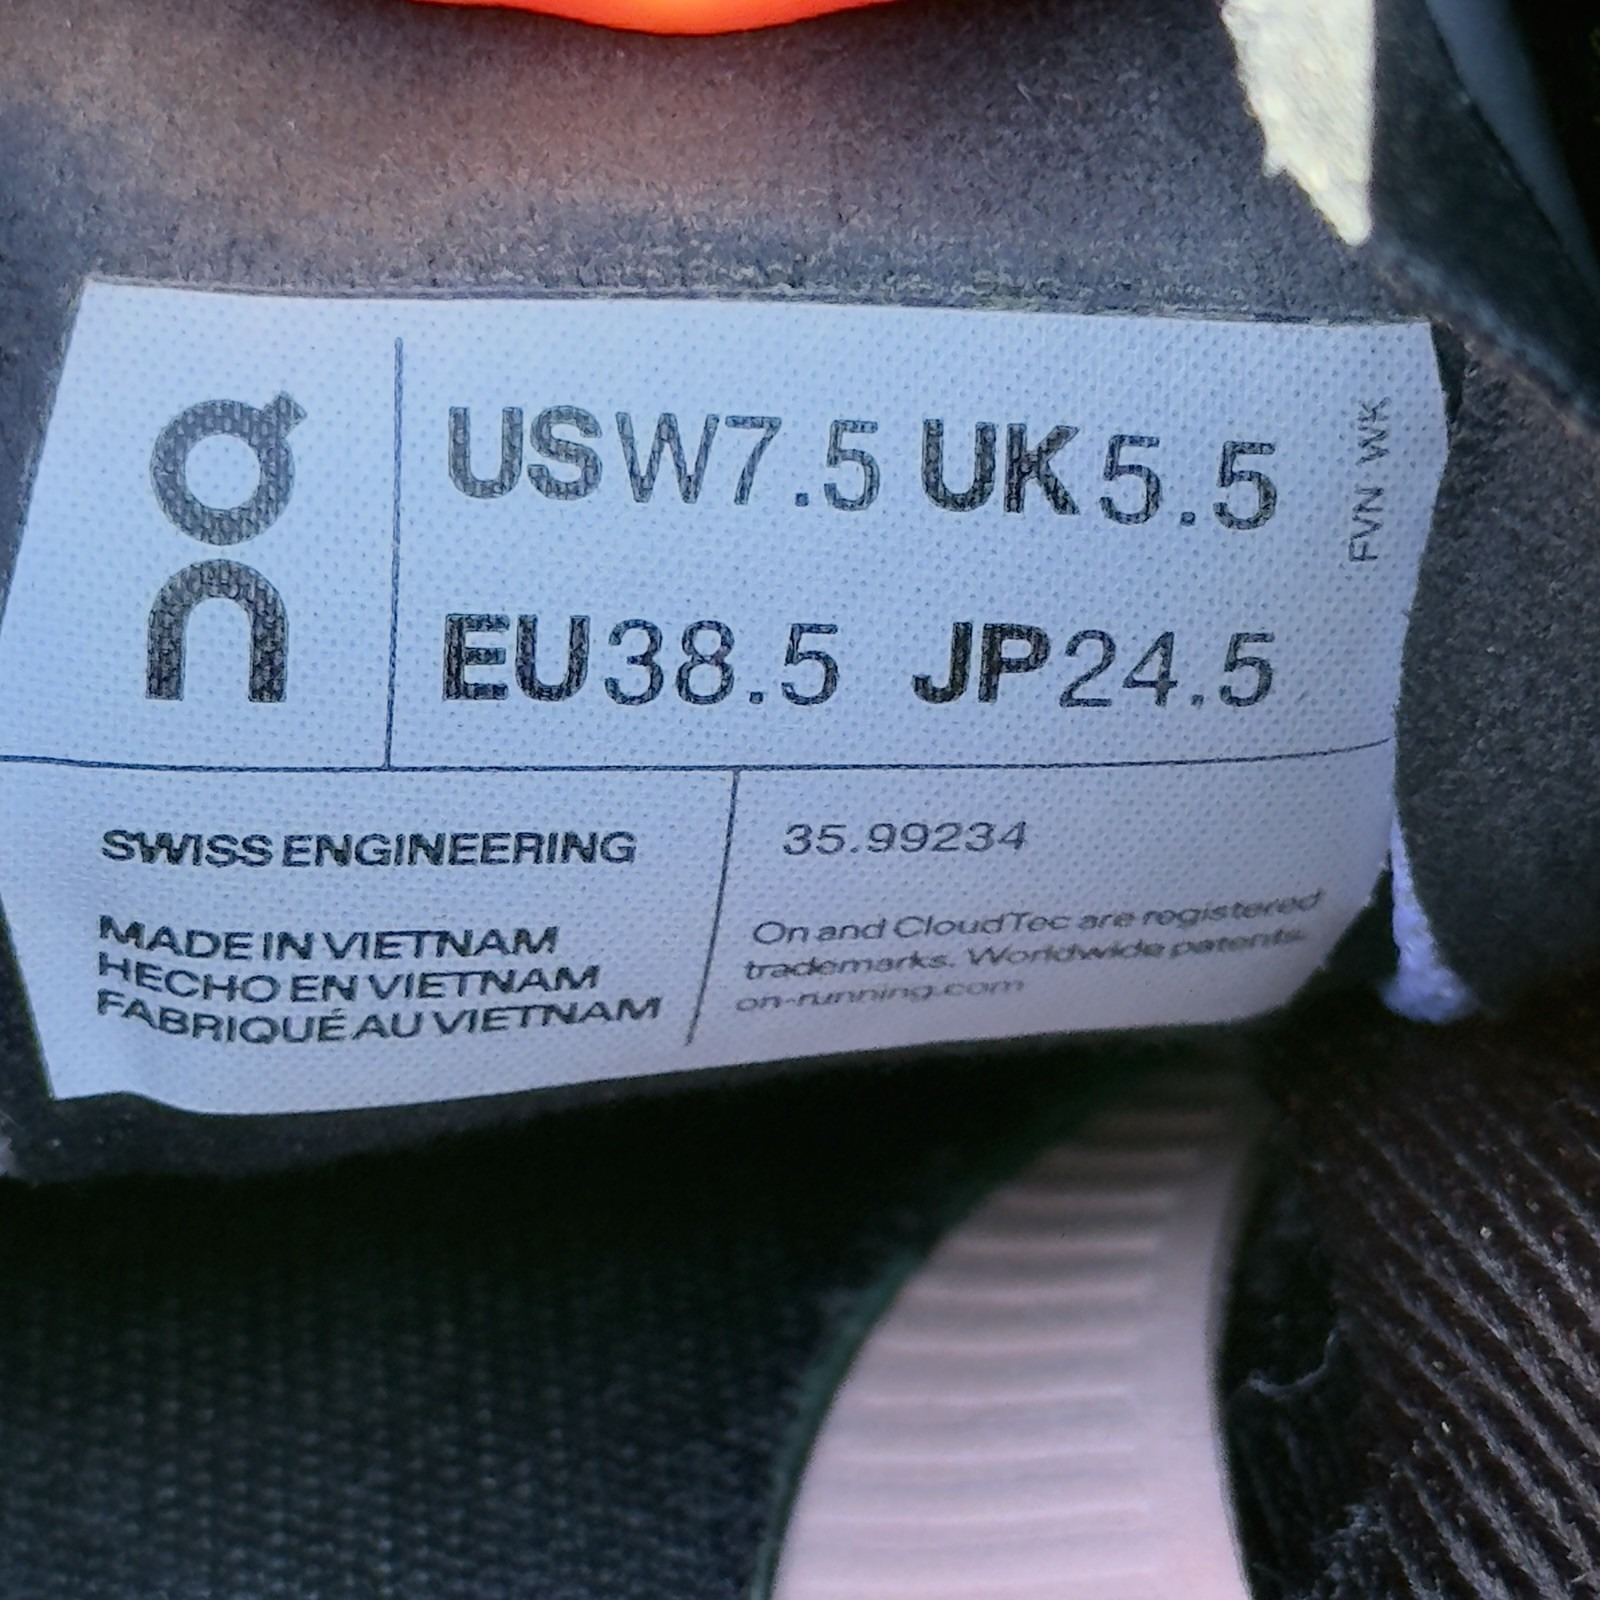 On
USW7.5 UK5.5
EU38.5 JP24.5
FVN WK
SWISS ENGINEERING
MADE IN VIETNAM
HECHO EN VIETNAM
FABRIQUÉ AU VIETNAM
35.99234
On and CloudTec are registered
trademarks. Worldwide patents.
on-running.com